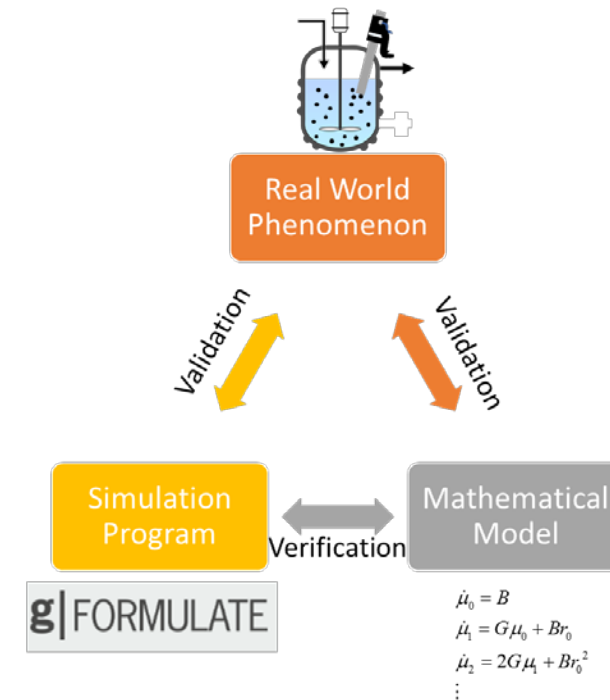 Real World
Phenomenon
Validation
Validation
Simulation
Program
Verification
Mathematical
Model
g|FORMULATE
μ̇₀ = B
μ̇₁ = Gμ₀ + Br₀
μ̇₂ = 2Gμ₁ + Br₀²
⋮